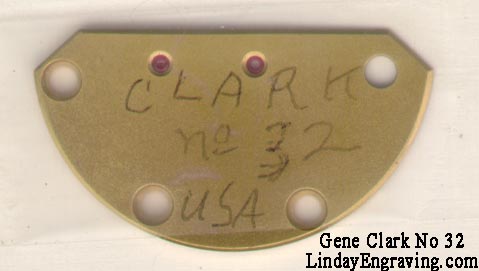 CLARK
no 32
USA
Gene Clark No 32
LindayEngraving.com